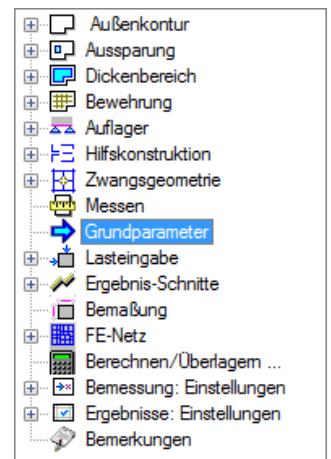 Außenkontur
Aussparung
Dickenbereich
Bewehrung
Auflager
Hilfskonstruktion
Zwangsgeometrie
Messen
Grundparameter
Lasteingabe
Ergebnis-Schnitte
Bemaßung
FE-Netz
Berechnen/Überlagern ...
Bemessung: Einstellungen
Ergebnisse: Einstellungen
Bemerkungen